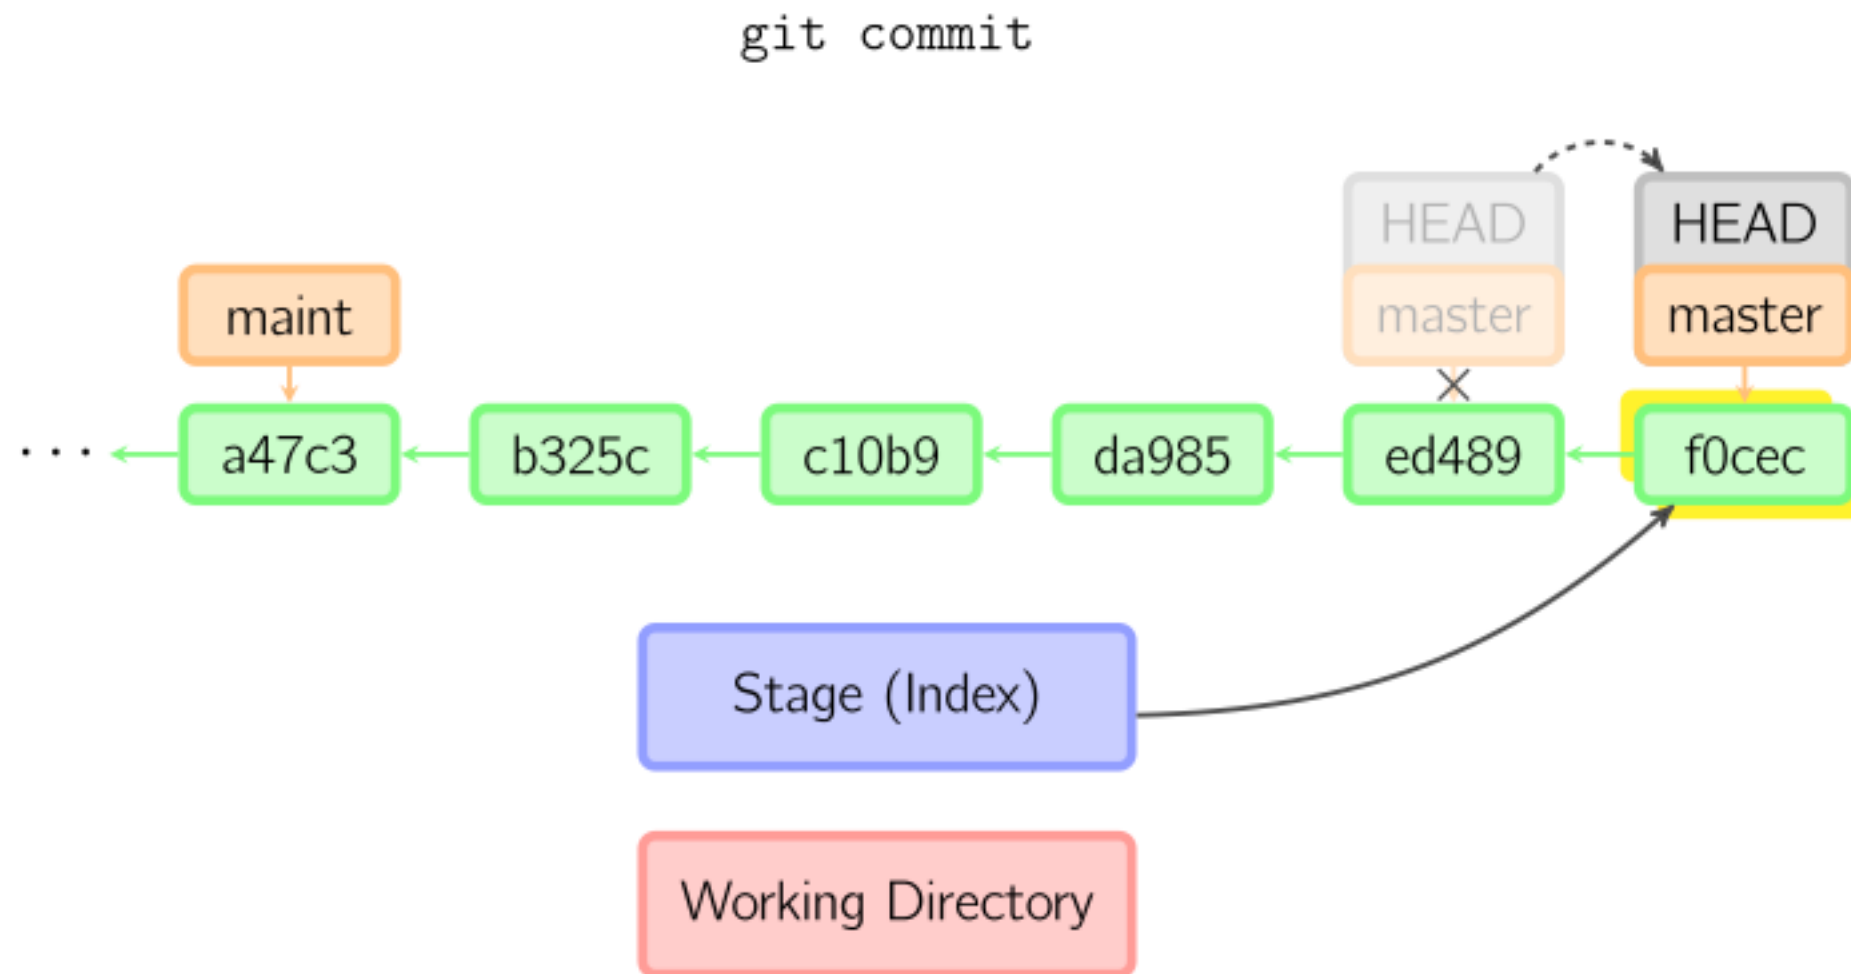 git commit
HEAD HEAD
maint master master
... a47c3 b325c c10b9 da985 ed489 f0cec
Stage (Index)
Working Directory